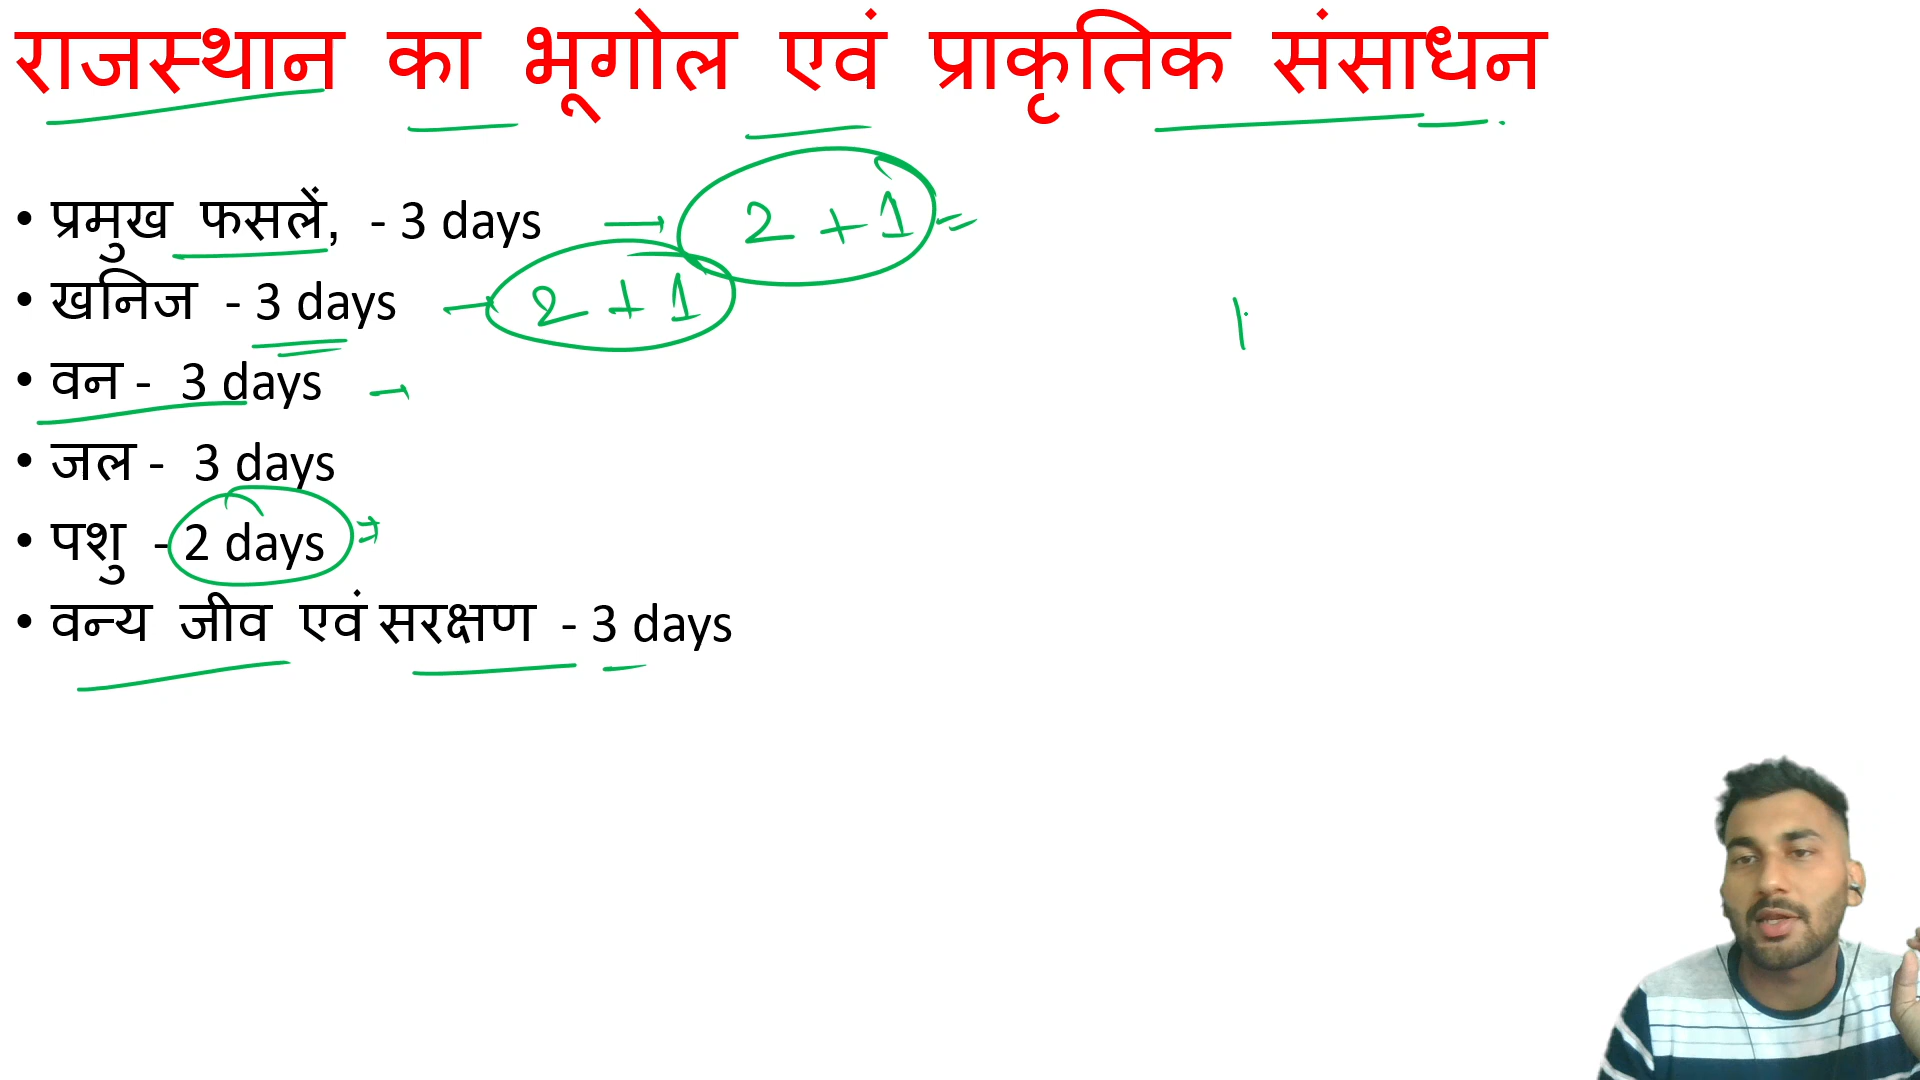 राजस्थान का भूगोल एवं प्राकृतिक संसाधन
• प्रमुख फसलें, - 3 days → 2 + 1 =
• खनिज - 3 days → 2 + 1
• वन - 3 days →
• जल - 3 days
• पशु - 2 days
• वन्य जीव एवं सरक्षण - 3 days